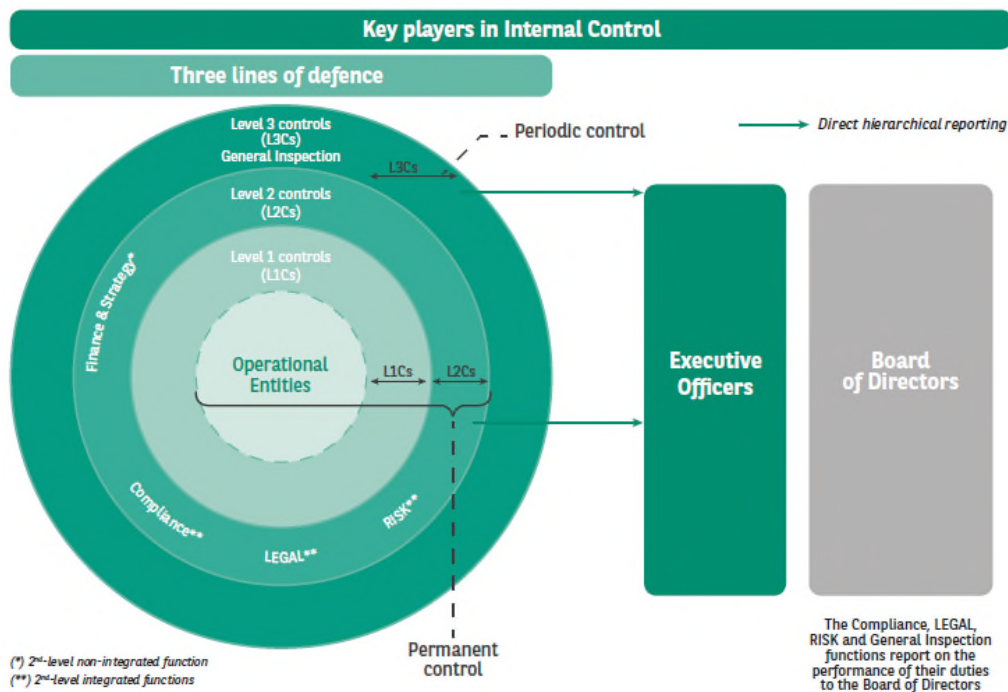 Key players in Internal Control
Three lines of defence
Level 3 controls
(L3Cs)
General Inspection
Periodic control
Direct hierarchical reporting
L3Cs
Level 2 controls
(L2Cs)
Level 1 controls
(L1Cs)
Finance & Strategy*
Operational
Entities
L1Cs
L2Cs
Executive
Officers
Board
of Directors
Compliance**
LEGAL**
RISK**
Permanent
control
(*) 2nd-level non-integrated function
(**) 2nd-level integrated functions
The Compliance, LEGAL,
RISK and General Inspection
functions report on the
performance of their duties
to the Board of Directors